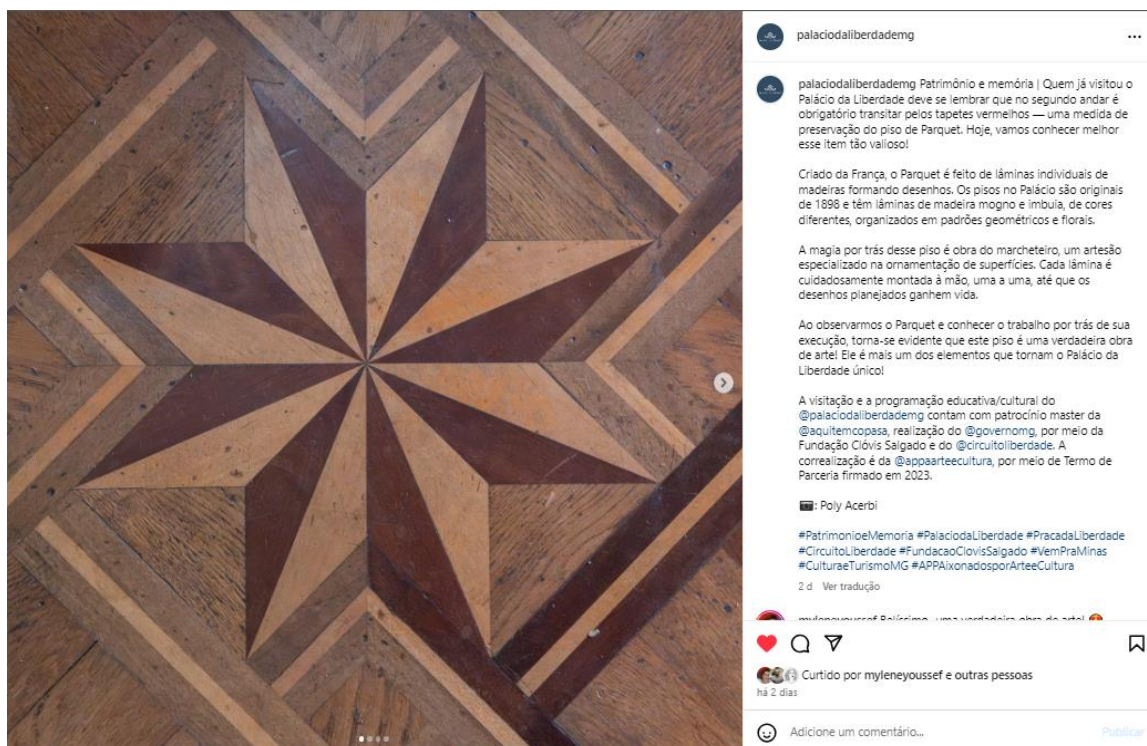 palaciodaliberdademg
palaciodaliberdademg Patrimônio e memória | Quem já visitou o
Palácio da Liberdade deve se lembrar que no segundo andar é
obrigatório transitar pelos tapetes vermelhos — uma medida de
preservação do piso de Parquet. Hoje, vamos conhecer melhor
esse item tão valioso!
Criado da França, o Parquet é feito de lâminas individuais de
madeiras formando desenhos. Os pisos no Palácio são originais
de 1898 e têm lâminas de madeira mogno e imbuia, de cores
diferentes, organizados em padrões geométricos e florais.
A magia por trás desse piso é obra do marcheteiro, um artesão
especializado na ornamentação de superfícies. Cada lâmina é
cuidadosamente montada à mão, uma a uma, até que os
desenhos planejados ganhem vida.
Ao observarmos o Parquet e conhecer o trabalho por trás de sua
execução, torna-se evidente que este piso é uma verdadeira obra
de arte! Ele é mais um dos elementos que tornam o Palácio da
Liberdade único!
A visitação e a programação educativa/cultural do
@palaciodaliberdademg contam com patrocínio master da
@aquitemcopasa, realização do @governomg, por meio da
Fundação Clóvis Salgado e do @circuitoliberdade. A
correalização é da @appaarteecultura, por meio de Termo de
Parceria firmado em 2023.
📷: Poly Acerbi
#PatrimonioeMemoria #PalaciodaLiberdade #PracadaLiberdade
#CircuitoLiberdade #FundacaoClovisSalgado #VemPraMinas
#CulturaeTurismoMG #APPAixonadosporArteeCultura
2 d Ver tradução
myleneyoussef Belíssimo, uma verdadeira obra de arte! 😍
Curtido por myleneyoussef e outras pessoas
há 2 dias
Adicione um comentário... Publicar